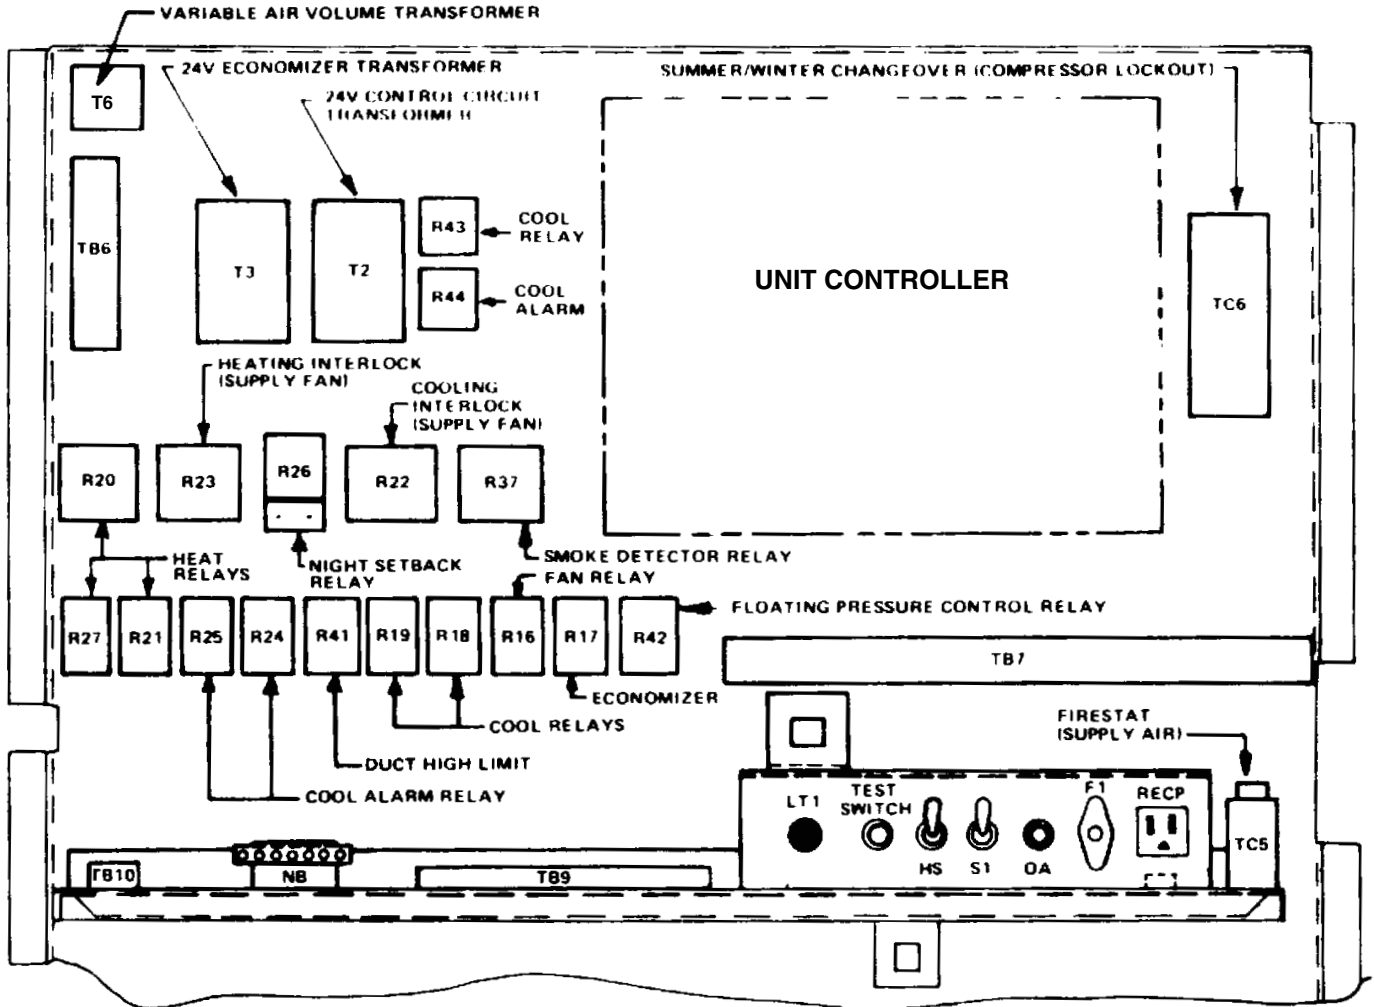 VARIABLE AIR VOLUME TRANSFORMER
24V ECONOMIZER TRANSFORMER
SUMMER/WINTER CHANGEOVER (COMPRESSOR LOCKOUT)
24V CONTROL CIRCUIT
TRANSFORMER
T6
TB6
T3
T2
R43
COOL
RELAY
R44
COOL
ALARM
UNIT CONTROLLER
TC6
HEATING INTERLOCK
(SUPPLY FAN)
COOLING
INTERLOCK
(SUPPLY FAN)
R20
R23
R26
R22
R37
HEAT
RELAYS
NIGHT SETBACK
RELAY
SMOKE DETECTOR RELAY
FAN RELAY
FLOATING PRESSURE CONTROL RELAY
R27
R21
R25
R24
R41
R19
R18
R16
R17
R42
TB7
ECONOMIZER
COOL RELAYS
DUCT HIGH LIMIT
COOL ALARM RELAY
FIRESTAT
(SUPPLY AIR)
LT1
TEST
SWITCH
F1
RECP
HS
S1
OA
TC5
TB10
NB
TB9